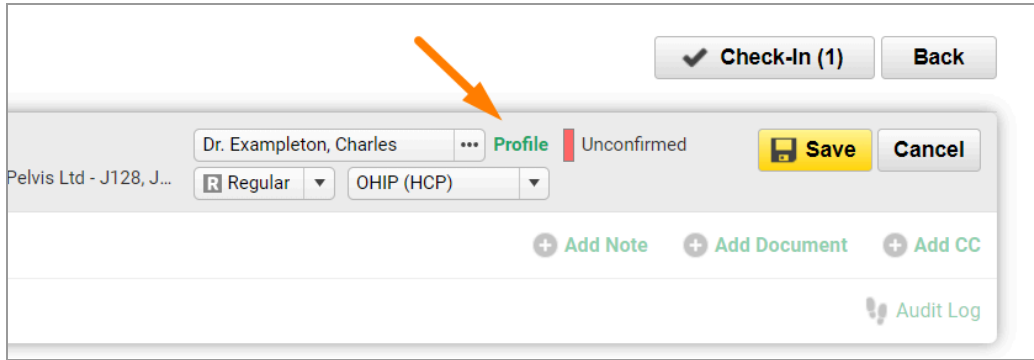 Check-In (1) Back
Dr. Exampleton, Charles ••• Profile Unconfirmed Save Cancel
Pelvis Ltd - J128, J...
R Regular OHIP (HCP)
Add Note Add Document Add CC
Audit Log